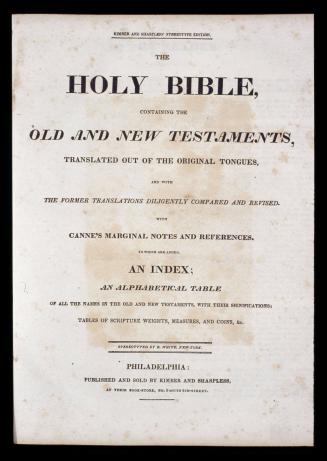 KIMBER AND SHARPLESS' STEREOTYPE EDITION.
THE
HOLY BIBLE,
CONTAINING THE
OLD AND NEW TESTAMENTS,
TRANSLATED OUT OF THE ORIGINAL TONGUES,
AND WITH
THE FORMER TRANSLATIONS DILIGENTLY COMPARED AND REVISED.
WITH
CANNE'S MARGINAL NOTES AND REFERENCES.
TO WHICH ARE ADDED,
AN INDEX;
AN ALPHABETICAL TABLE
OF ALL THE NAMES IN THE OLD AND NEW TESTAMENTS, WITH THEIR SIGNIFICATIONS;
TABLES OF SCRIPTURE WEIGHTS, MEASURES, AND COINS, &c.
STEREOTYPED BY E. WHITE, NEW-YORK.
PHILADELPHIA:
PUBLISHED AND SOLD BY KIMBER AND SHARPLESS,
AT THEIR BOOK-STORE, NO. SOUTH STREET.